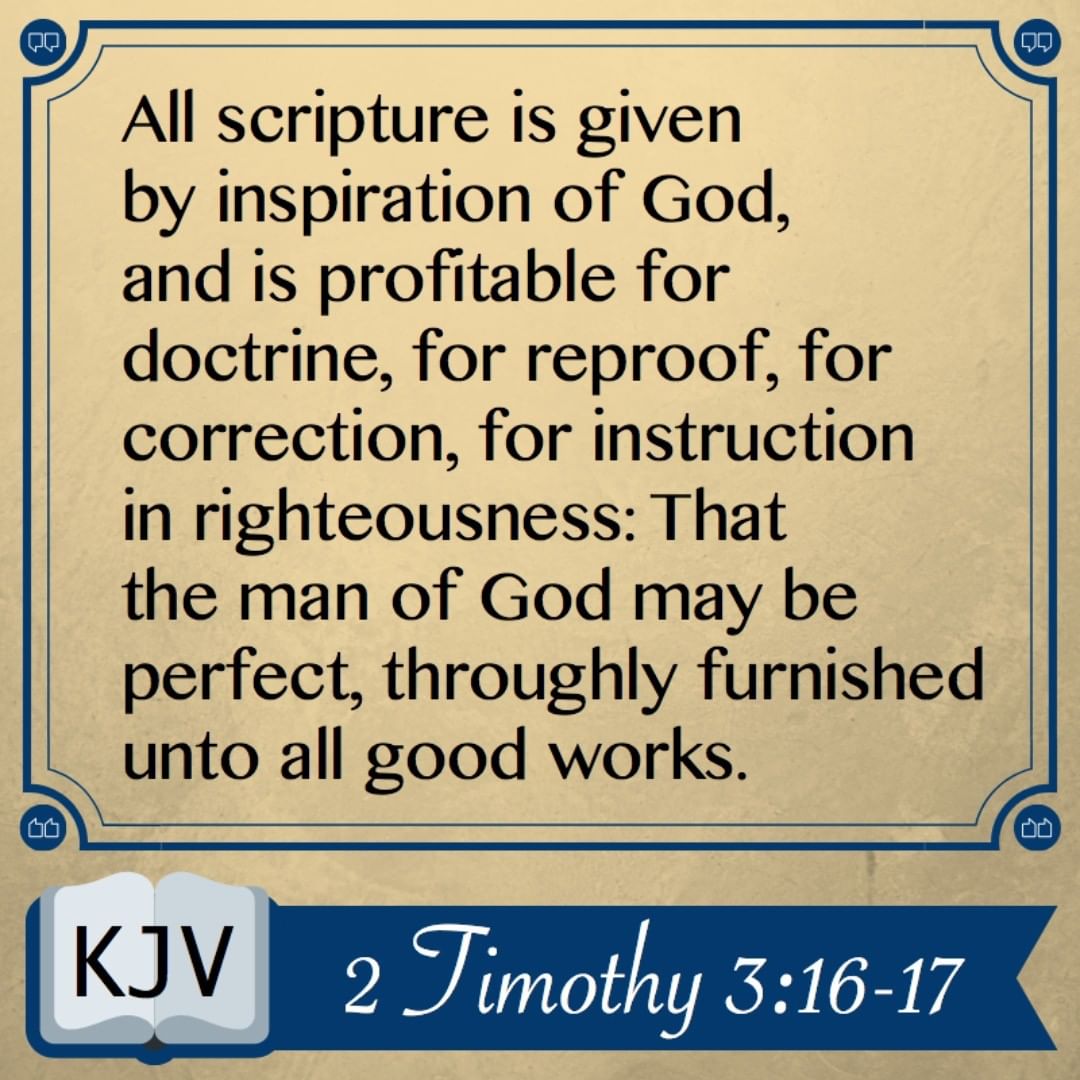 All scripture is given
by inspiration of God,
and is profitable for
doctrine, for reproof, for
correction, for instruction
in righteousness: That
the man of God may be
perfect, throughly furnished
unto all good works.
KJV
2 Timothy 3:16-17